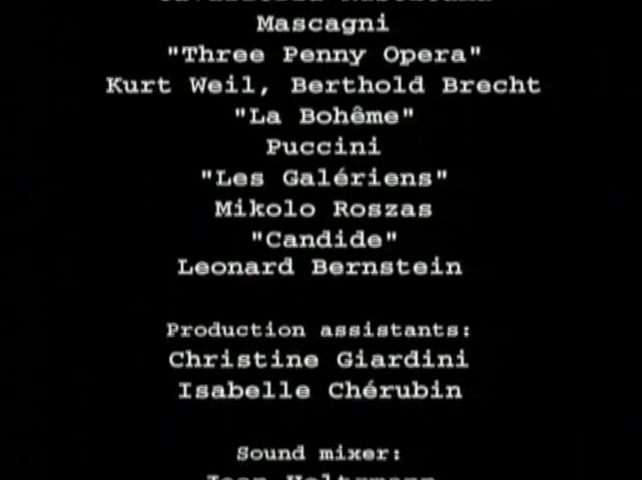 Mascagni
"Three Penny Opera"
Kurt Weil, Berthold Brecht
"La Bohême"
Puccini
"Les Galériens"
Mikolo Roszas
"Candide"
Leonard Bernstein
Production assistants:
Christine Giardini
Isabelle Chérubin
Sound mixer: